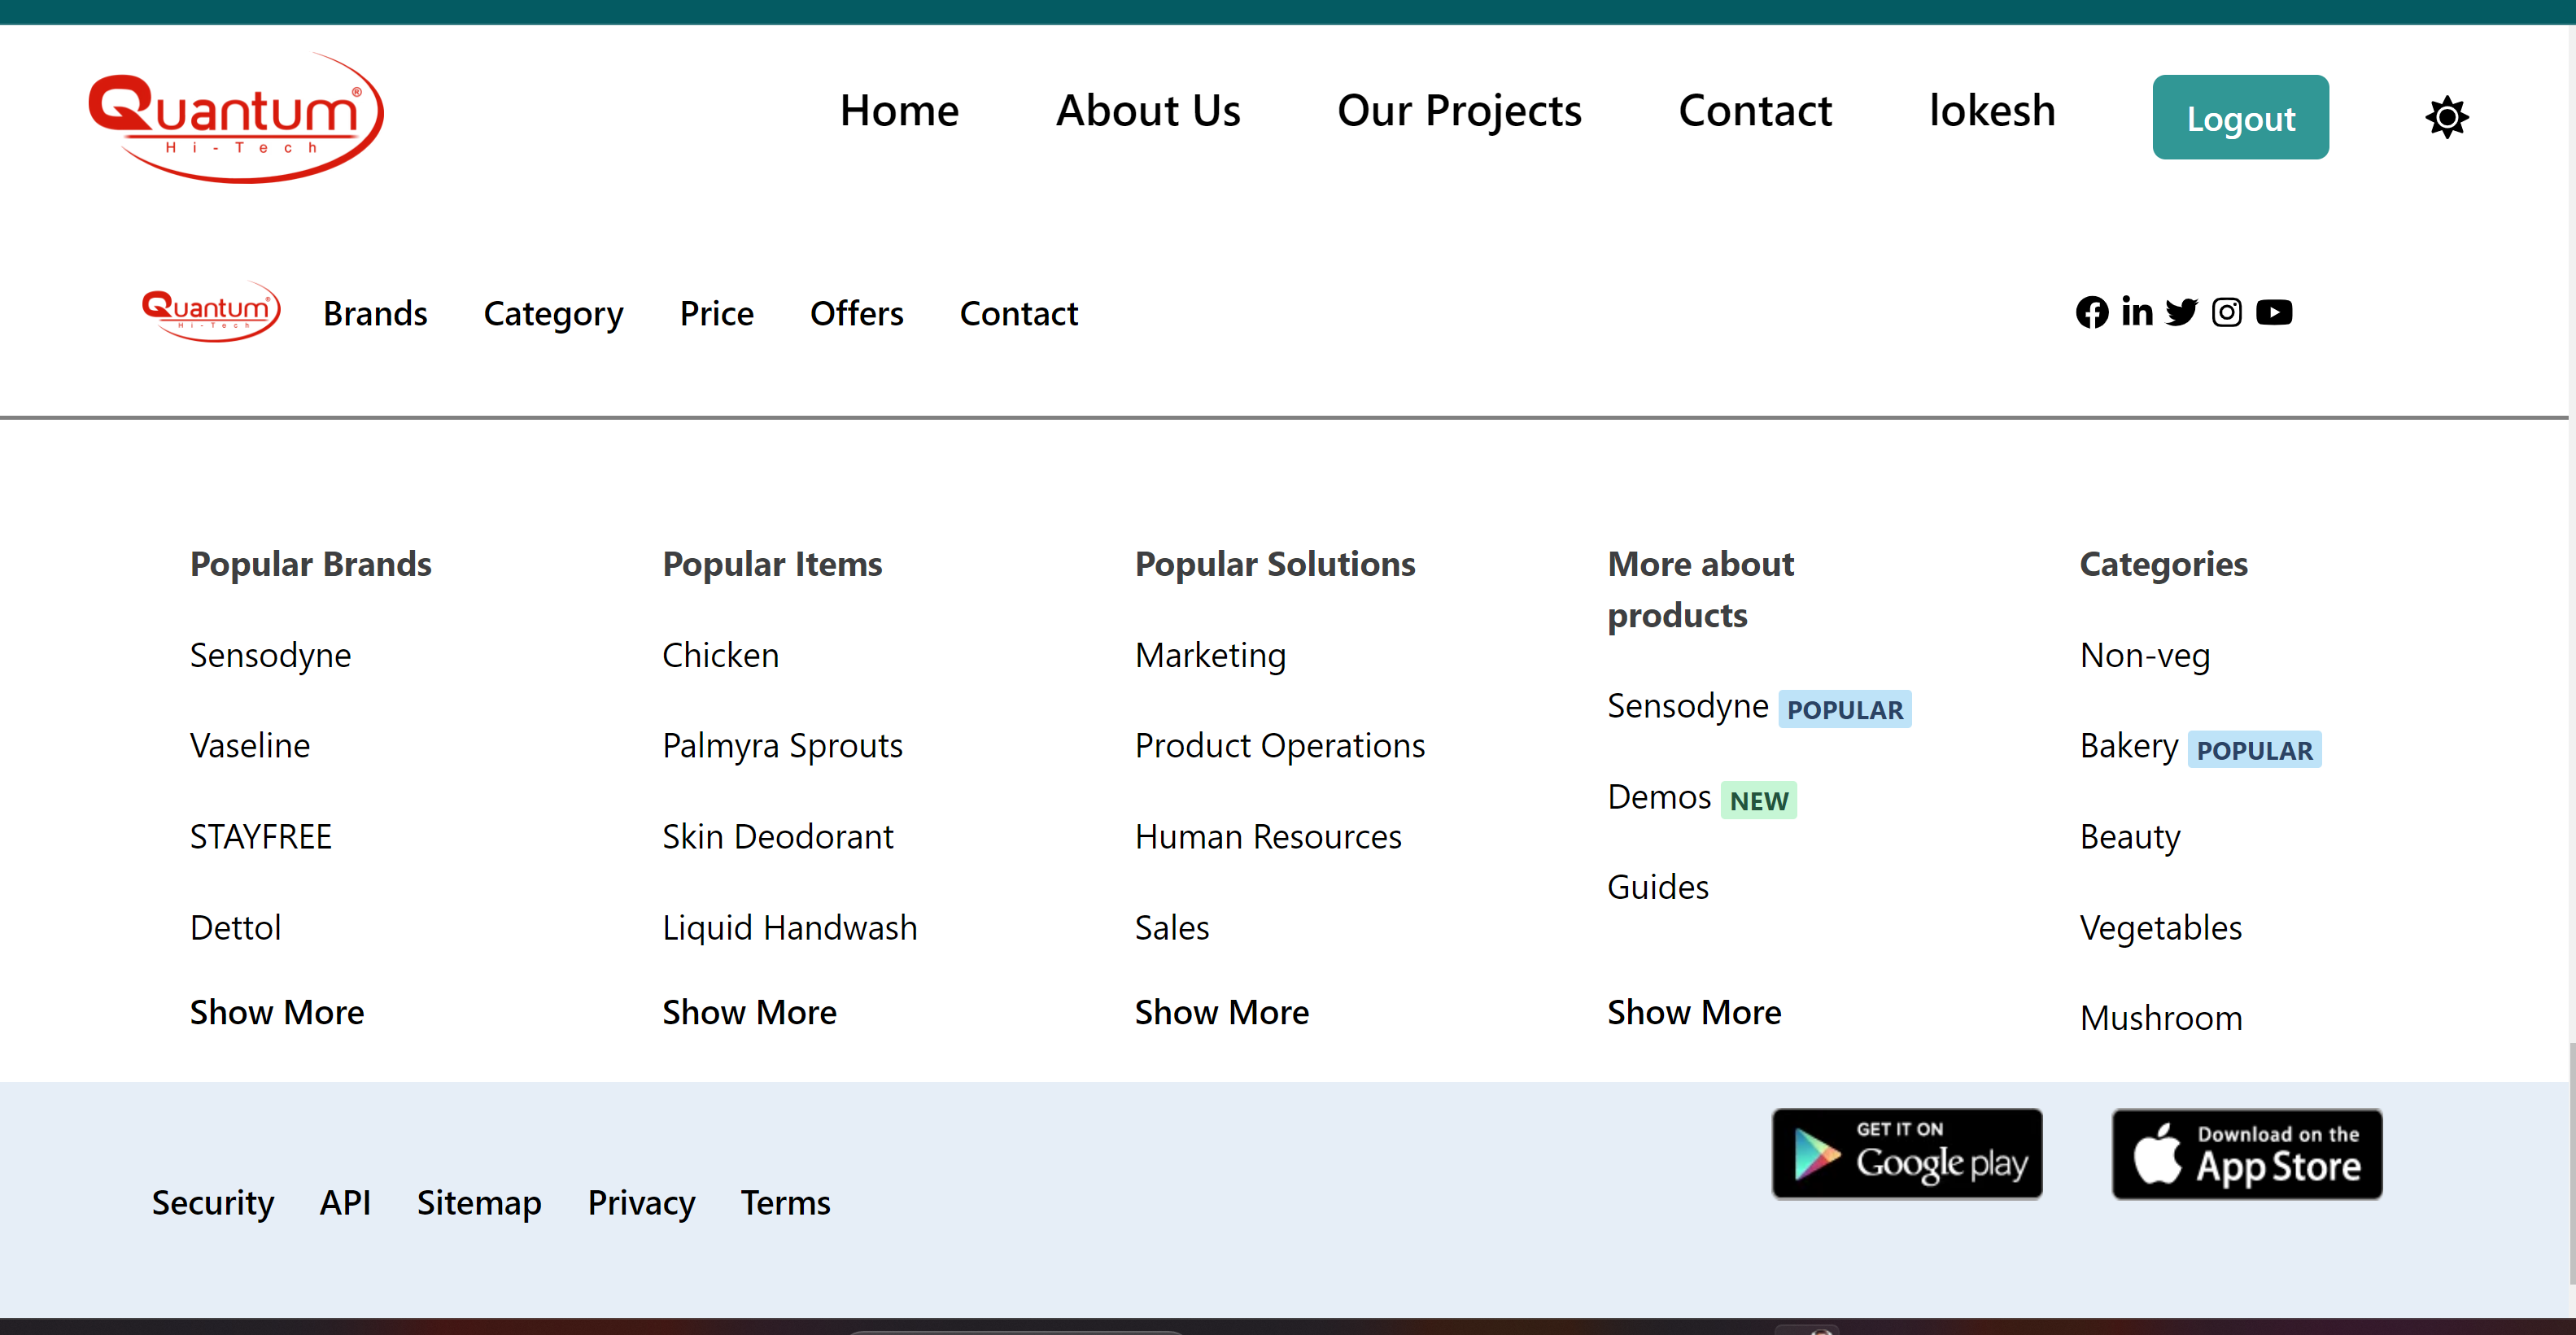 Quantum®
Hi-Tech
Home About Us Our Projects Contact lokesh Logout
Quantum®
Hi-Tech
Brands Category Price Offers Contact
Popular Brands
Sensodyne
Vaseline
STAYFREE
Dettol
Show More
Popular Items
Chicken
Palmyra Sprouts
Skin Deodorant
Liquid Handwash
Show More
Popular Solutions
Marketing
Product Operations
Human Resources
Sales
Show More
More about
products
Sensodyne POPULAR
Demos NEW
Guides
Show More
Categories
Non-veg
Bakery POPULAR
Beauty
Vegetables
Mushroom
Security API Sitemap Privacy Terms
GET IT ON
Google play
Download on the
App Store